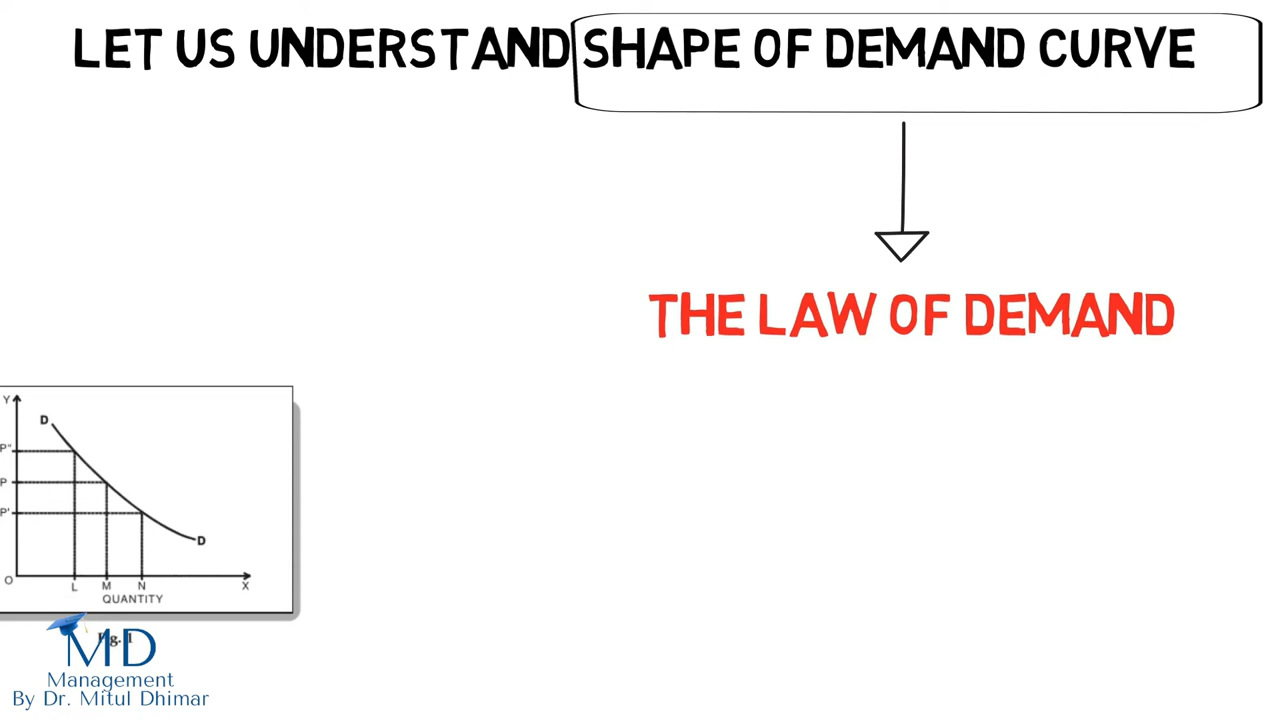 LET US UNDERSTAND SHAPE OF DEMAND CURVE
THE LAW OF DEMAND
Y
D
P"
P
P'
D
O
L M N X
QUANTITY
MD
Management
By Dr. Mitul Dhimar